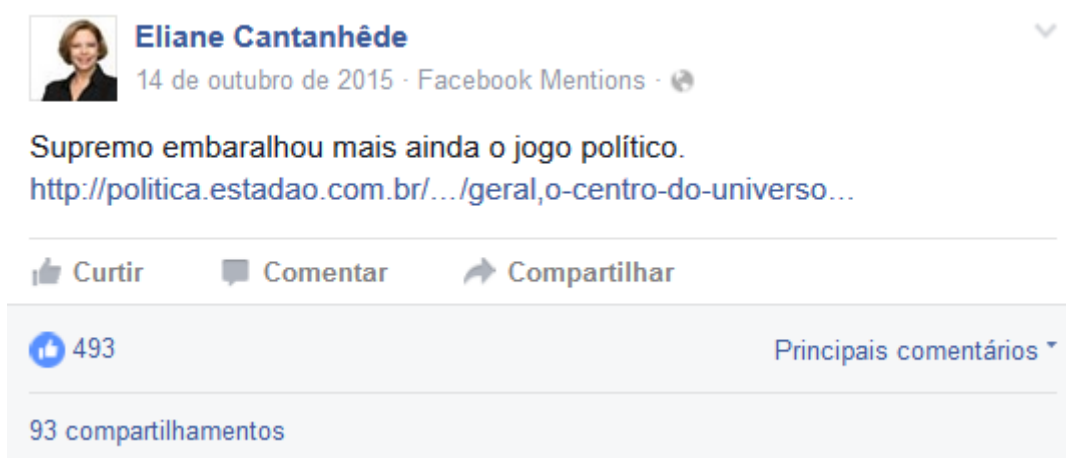 Eliane Cantanhêde
14 de outubro de 2015 · Facebook Mentions ·
Supremo embaralhou mais ainda o jogo político.
http://politica.estadao.com.br/…/geral,o-centro-do-universo...
Curtir Comentar Compartilhar
493 Principais comentários
93 compartilhamentos